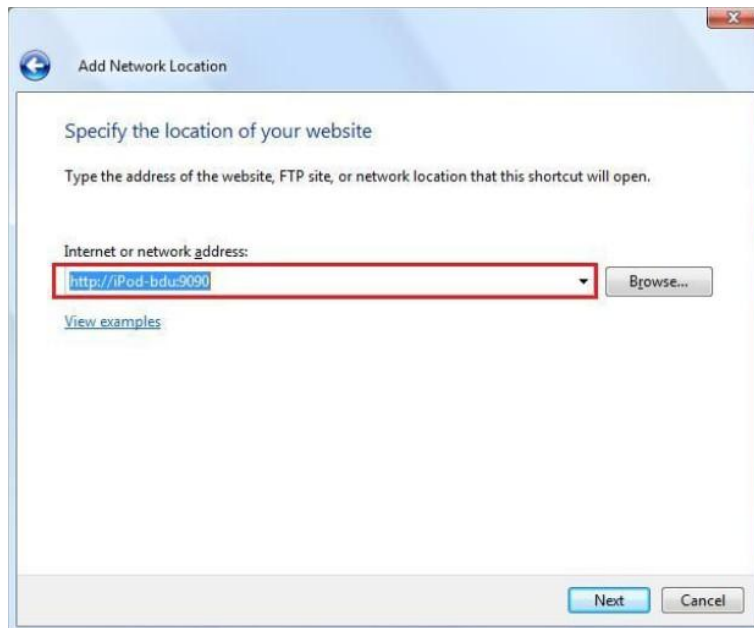 Add Network Location
Specify the location of your website
Type the address of the website, FTP site, or network location that this shortcut will open.
Internet or network address:
http://iPod-bdu:9090
Browse...
View examples
Next
Cancel